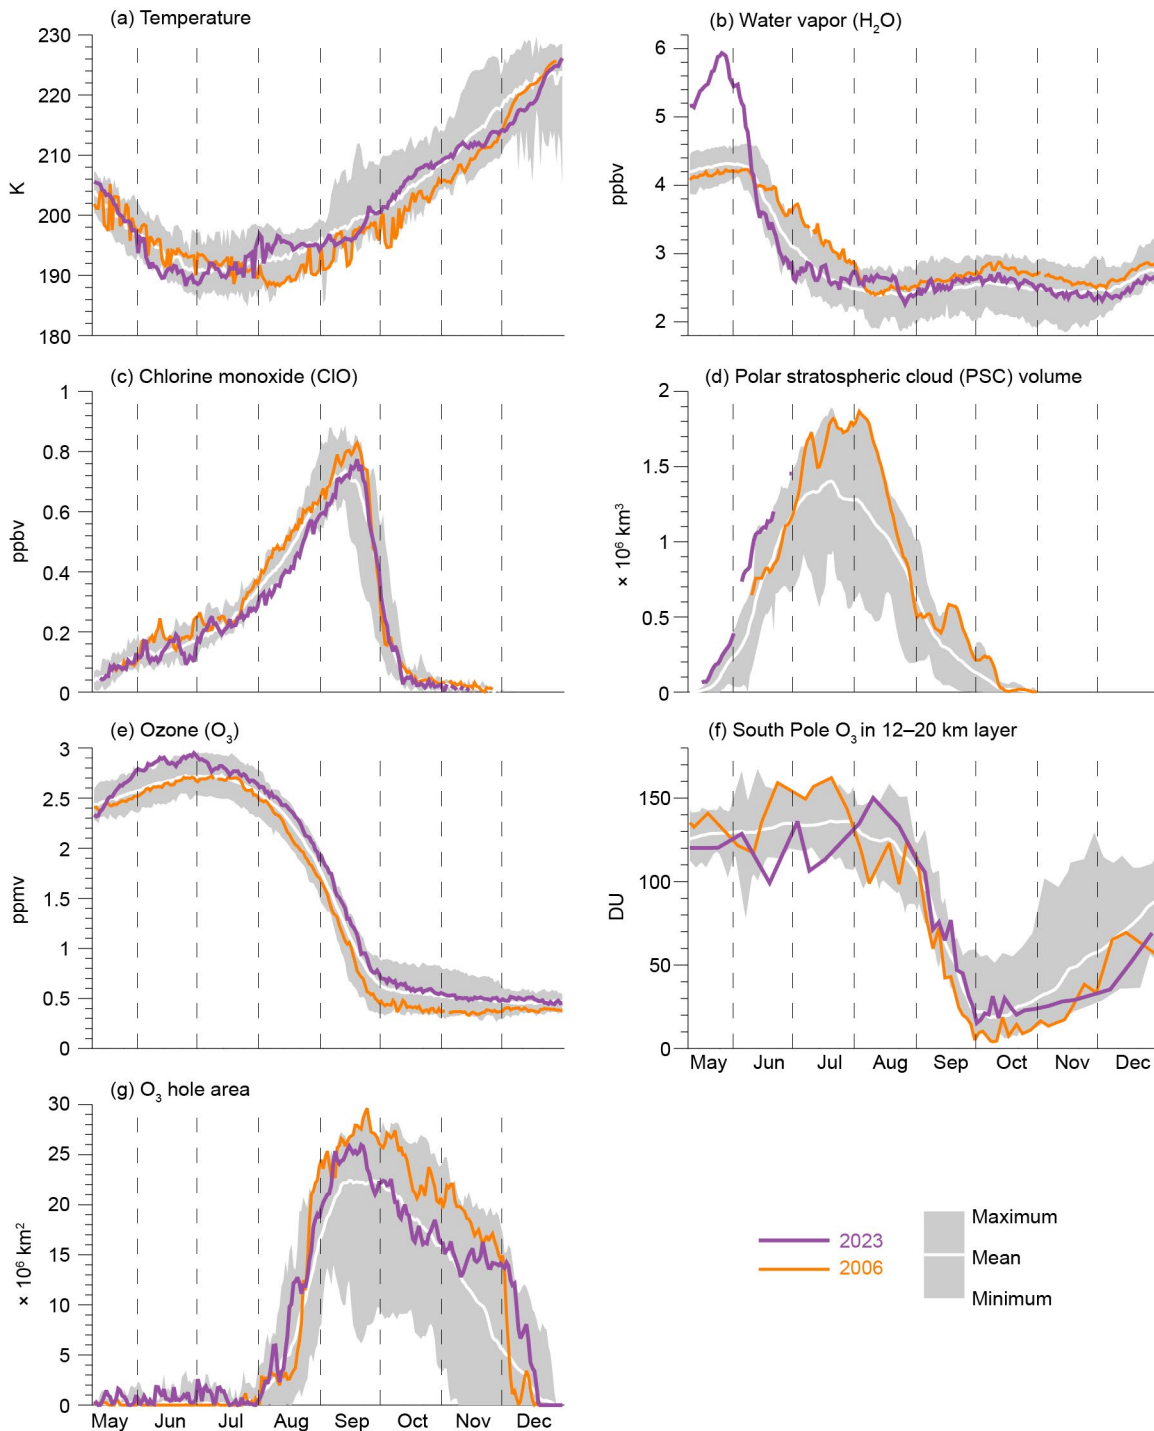 (a) Temperature
230
220
210
200
190
180
K
(b) Water vapor (H₂O)
6
5
4
3
2
ppbv
(c) Chlorine monoxide (ClO)
1
0.8
0.6
0.4
0.2
0
ppbv
(d) Polar stratospheric cloud (PSC) volume
2
1.5
1
0.5
0
× 10⁶ km³
(e) Ozone (O₃)
3
2.5
2
1.5
1
0.5
0
ppmv
(f) South Pole O₃ in 12–20 km layer
150
100
50
0
DU
May Jun Jul Aug Sep Oct Nov Dec
(g) O₃ hole area
30
25
20
15
10
5
0
× 10⁶ km²
May Jun Jul Aug Sep Oct Nov Dec
2023
2006
Maximum
Mean
Minimum